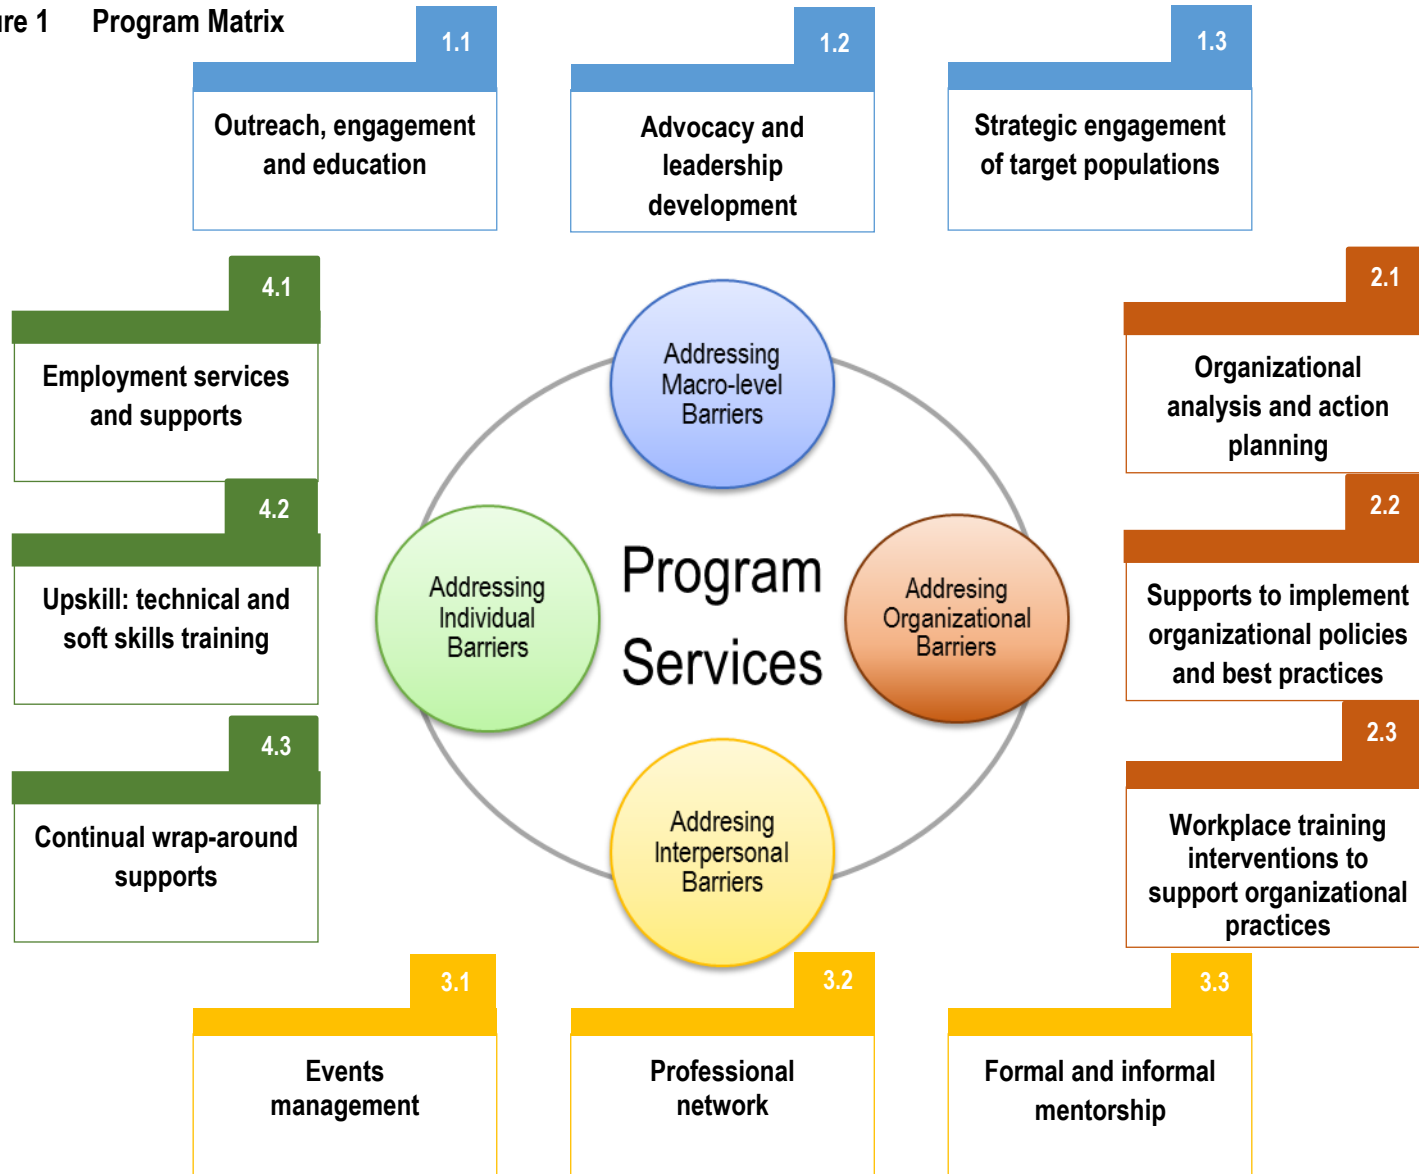 ure 1 Program Matrix
1.1
Outreach, engagement
and education
1.2
Advocacy and
leadership
development
1.3
Strategic engagement
of target populations
4.1
Employment services
and supports
4.2
Upskill: technical and
soft skills training
4.3
Continual wrap-around
supports
Addressing
Macro-level
Barriers
Addressing
Individual
Barriers
Program
Services
Addresing
Organizational
Barriers
Addresing
Interpersonal
Barriers
2.1
Organizational
analysis and action
planning
2.2
Supports to implement
organizational policies
and best practices
2.3
Workplace training
interventions to
support organizational
practices
3.1
Events
management
3.2
Professional
network
3.3
Formal and informal
mentorship